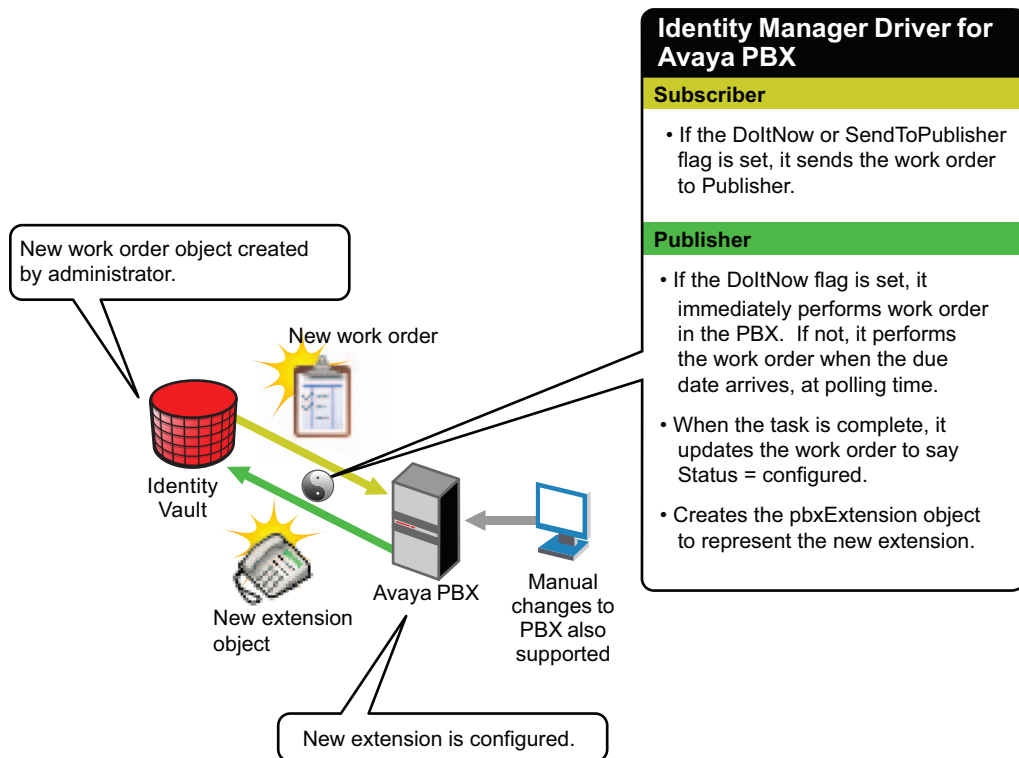 Identity Manager Driver for
Avaya PBX
Subscriber
• If the DoItNow or SendToPublisher
flag is set, it sends the work order
to Publisher.
Publisher
• If the DoItNow flag is set, it
immediately performs work order
in the PBX.  If not, it performs
the work order when the due
date arrives, at polling time.
• When the task is complete, it
updates the work order to say
Status = configured.
• Creates the pbxExtension object
to represent the new extension.
New work order object created
by administrator.
New work order
Identity
Vault
New extension
object
Avaya PBX
Manual
changes to
PBX also
supported
New extension is configured.